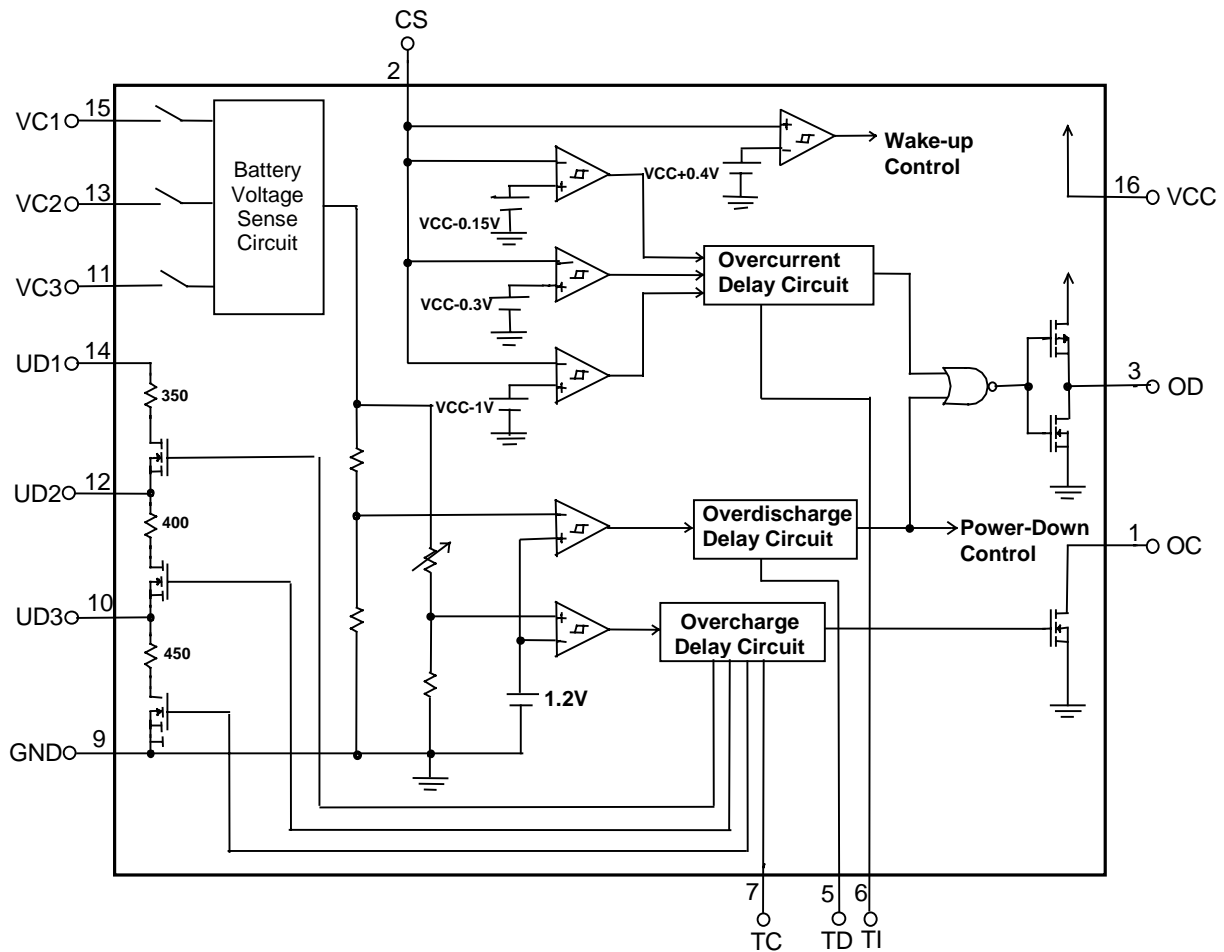 CS
2
15
VC1
13
VC2
11
VC3
Battery
Voltage
Sense
Circuit
VCC+0.4V
Wake-up
Control
16
VCC
VCC-0.15V
VCC-0.3V
VCC-1V
Overcurrent
Delay Circuit
14
UD1
350
12
UD2
400
10
UD3
450
9
GND
3
OD
Overdischarge
Delay Circuit
Power-Down
Control
1
OC
Overcharge
Delay Circuit
1.2V
7
5
6
TC
TD
TI